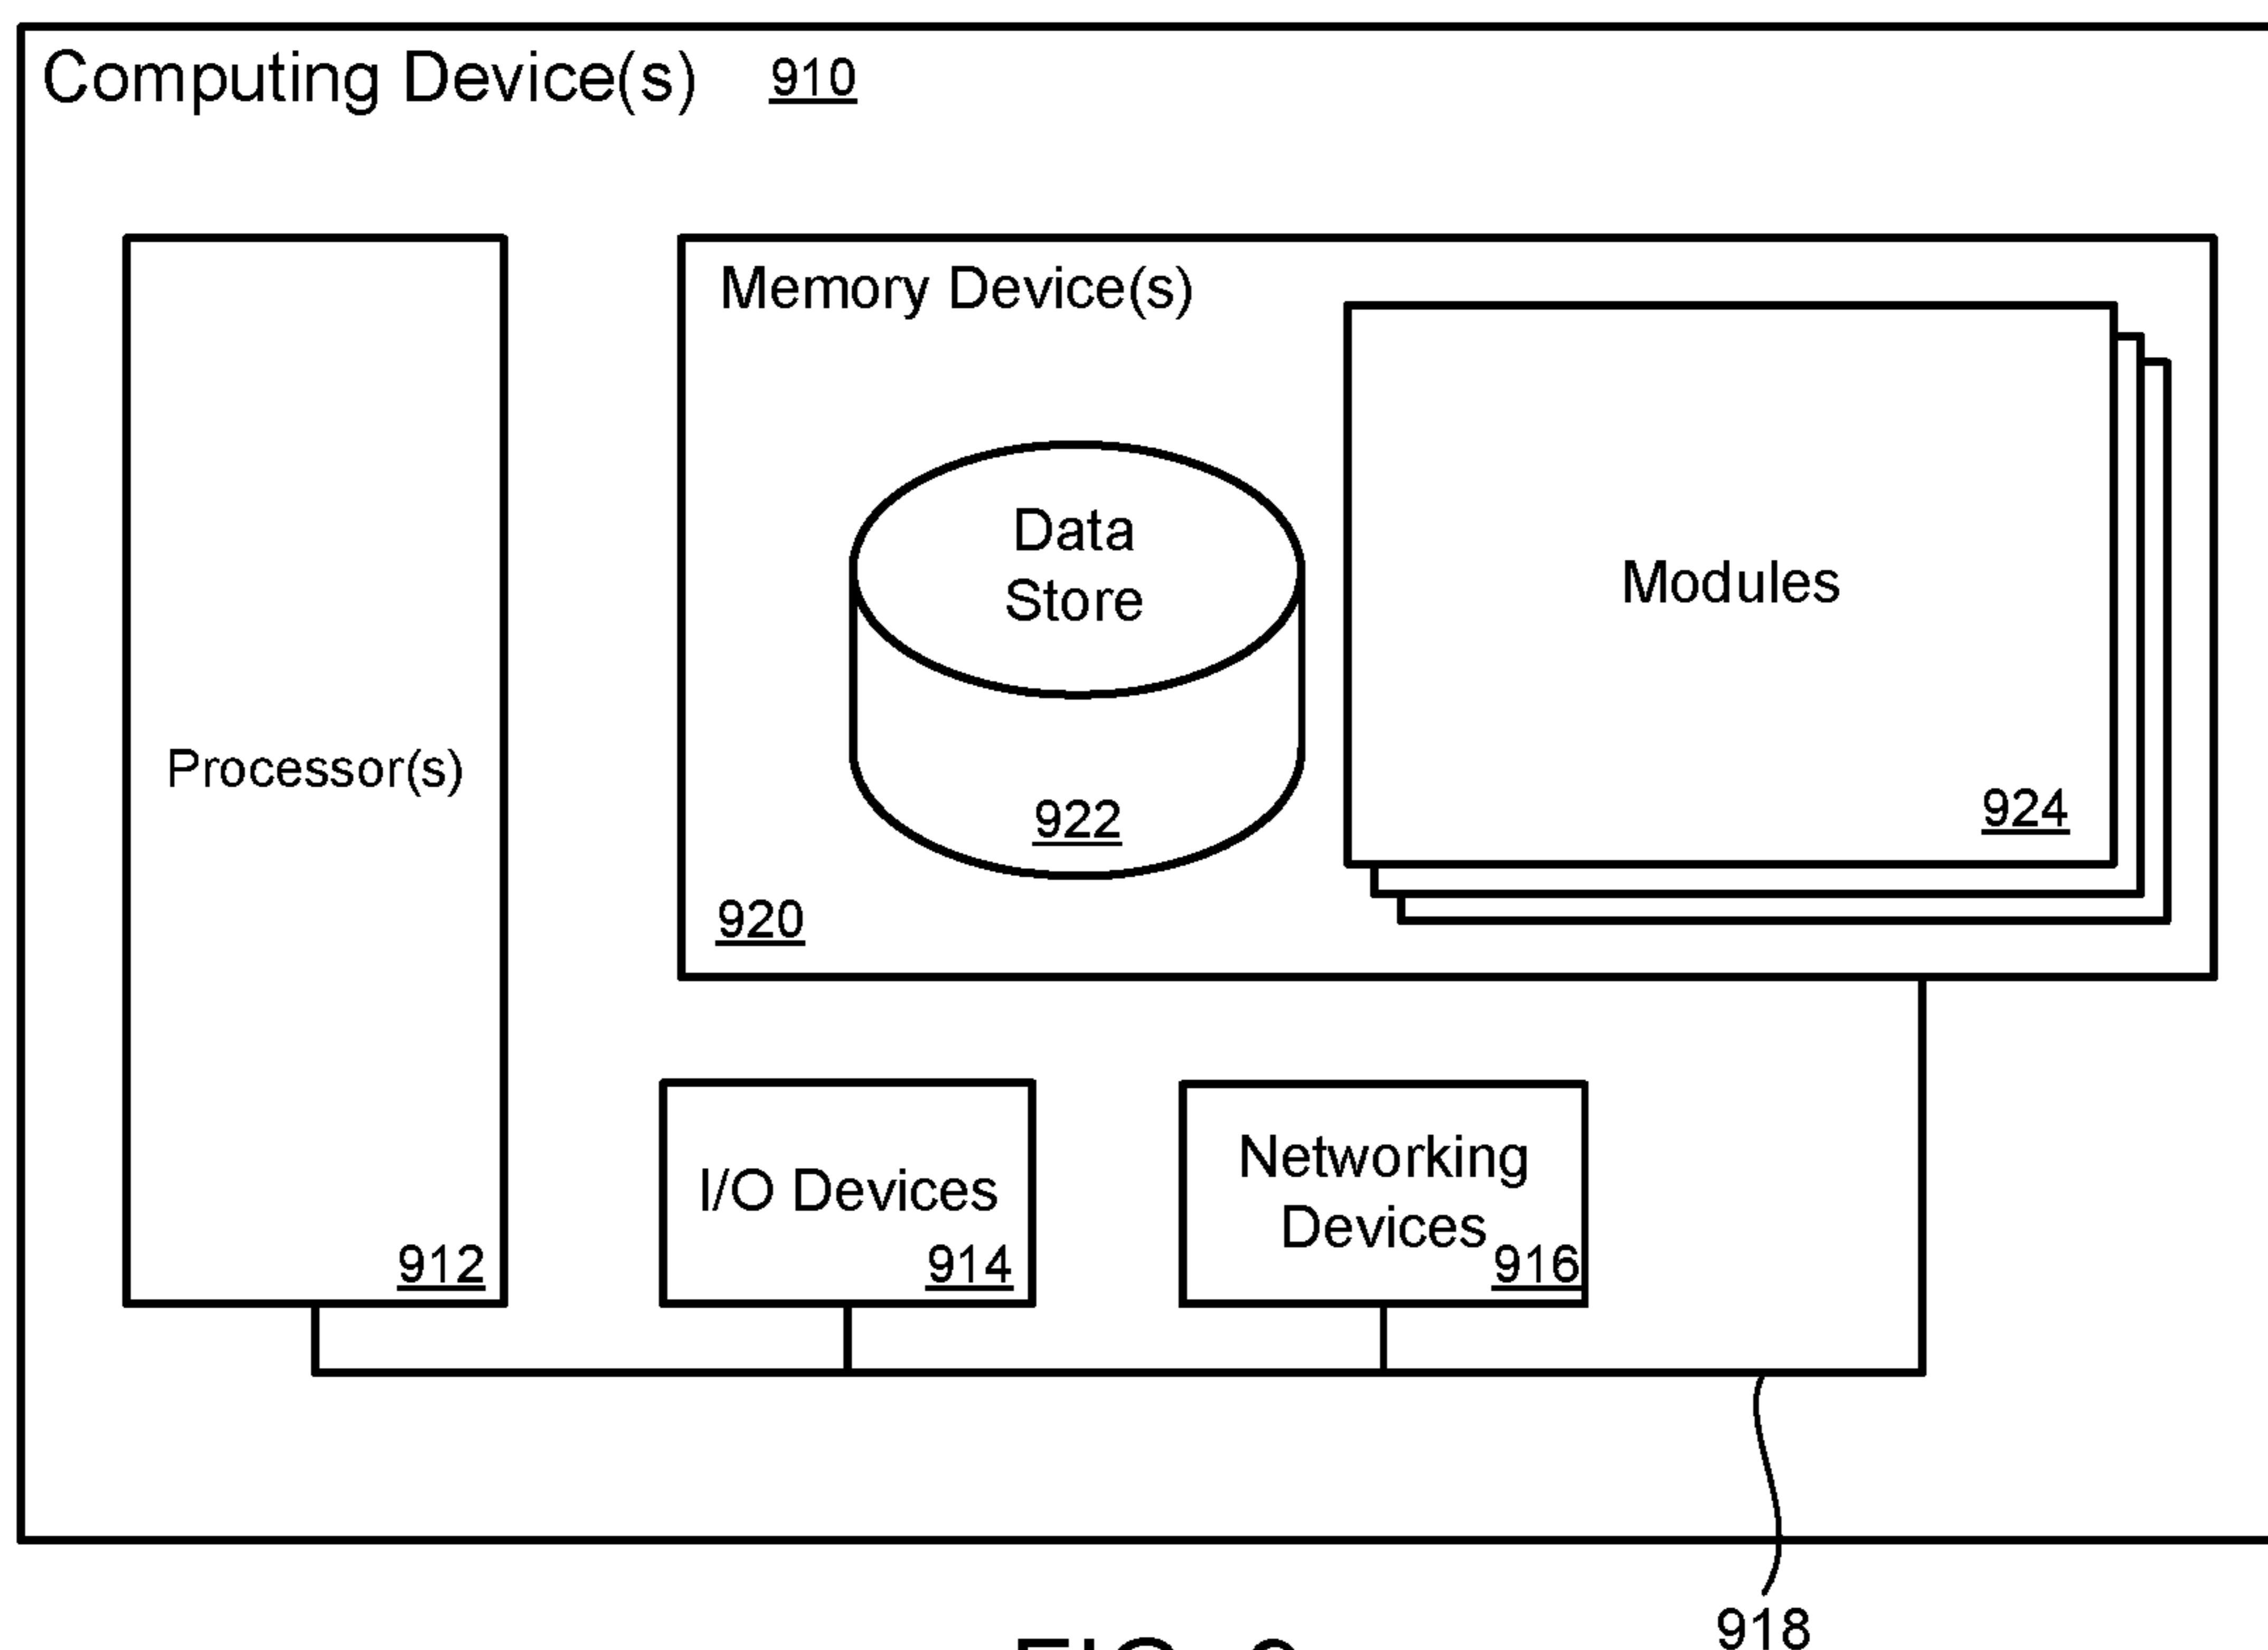 Computing Device(s) 910
Memory Device(s)
Data
Store
Modules
Processor(s)
922
924
920
Networking
I/O Devices
Devices
912
914
916
918